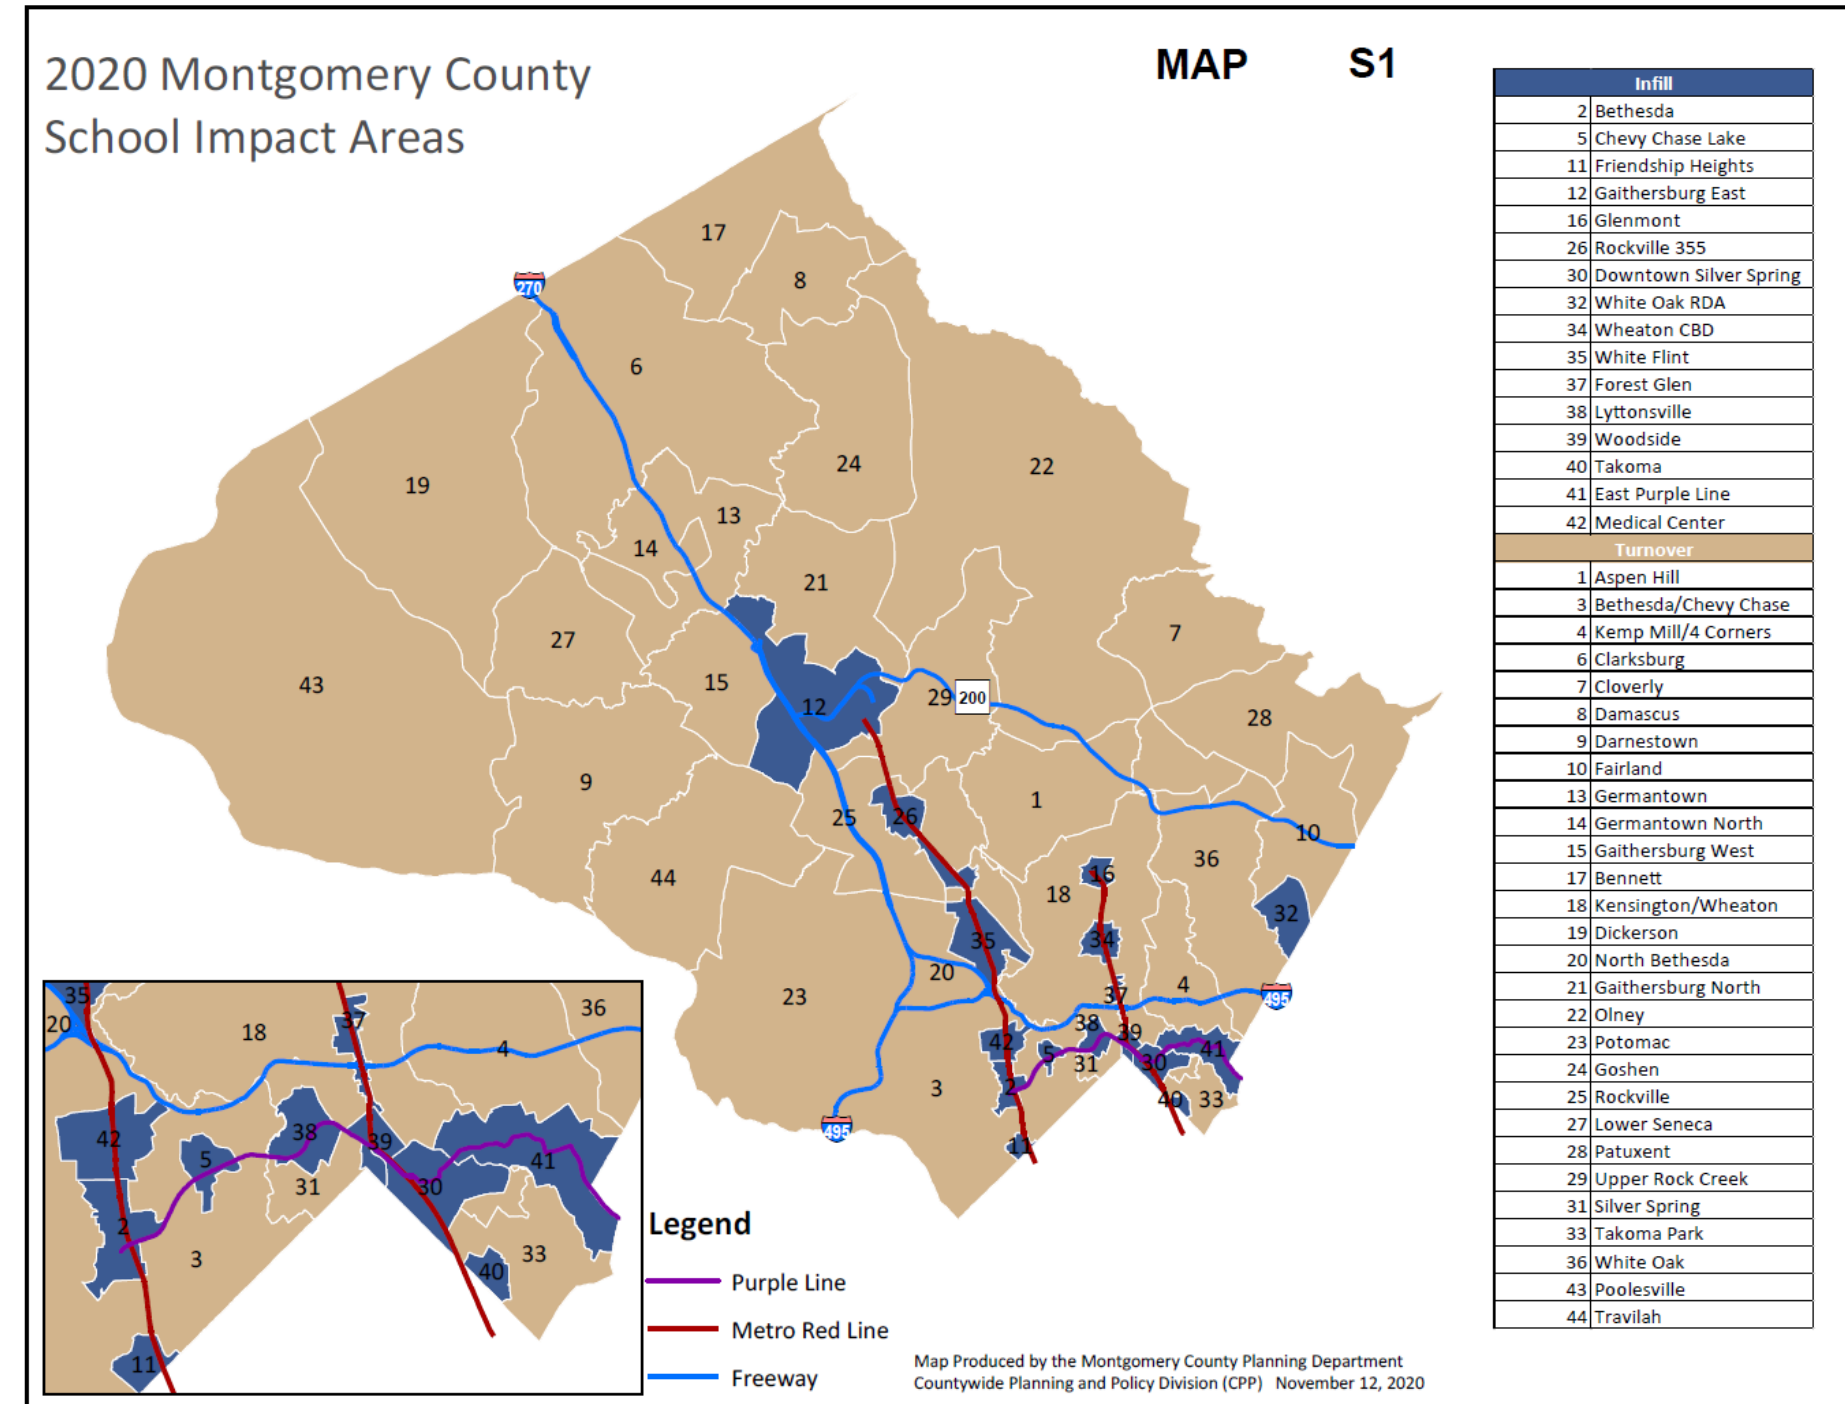 2020 Montgomery County
School Impact Areas
MAP S1
Infill
2 Bethesda
5 Chevy Chase Lake
11 Friendship Heights
12 Gaithersburg East
16 Glenmont
26 Rockville 355
30 Downtown Silver Spring
32 White Oak RDA
34 Wheaton CBD
35 White Flint
37 Forest Glen
38 Lyttonsville
39 Woodside
40 Takoma
41 East Purple Line
42 Medical Center
Turnover
1 Aspen Hill
3 Bethesda/Chevy Chase
4 Kemp Mill/4 Corners
6 Clarksburg
7 Cloverly
8 Damascus
9 Darnestown
10 Fairland
13 Germantown
14 Germantown North
15 Gaithersburg West
17 Bennett
18 Kensington/Wheaton
19 Dickerson
20 North Bethesda
21 Gaithersburg North
22 Olney
23 Potomac
24 Goshen
25 Rockville
27 Lower Seneca
28 Patuxent
29 Upper Rock Creek
31 Silver Spring
33 Takoma Park
36 White Oak
43 Poolesville
44 Travilah
17
8
270
6
24
22
19
13
14
21
27
7
43
15
12
29
200
28
9
1
25
26
10
36
44
16
18
32
34
35
20
23
4
37
495
38
39
42
5
30
41
31
3
2
40
33
495
11
35
20
18
37
36
4
42
38
39
5
41
31
30
2
3
33
40
11
Legend
Purple Line
Metro Red Line
Freeway
Map Produced by the Montgomery County Planning Department
Countywide Planning and Policy Division (CPP) November 12, 2020